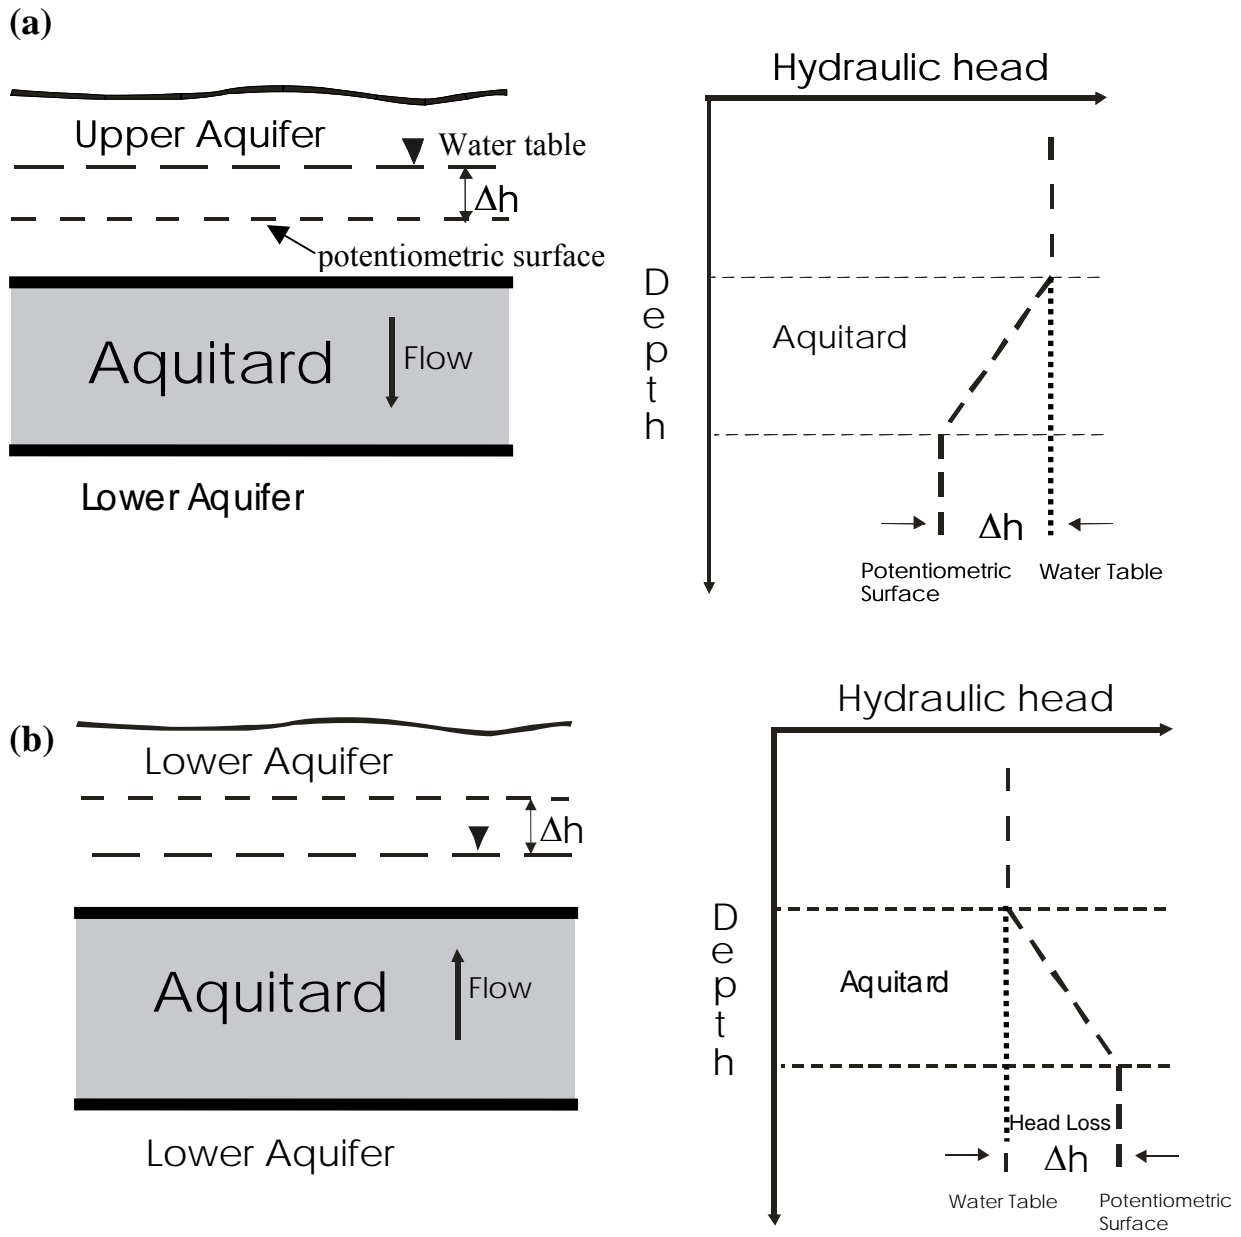 (a)
Hydraulic head
Upper Aquifer
Water table
Δh
potentiometric surface
Aquitard
Flow
Lower Aquifer
Depth
Aquitard
Δh
Potentiometric
Surface
Water Table
(b)
Hydraulic head
Lower Aquifer
Δh
Aquitard
Flow
Lower Aquifer
Depth
Aquitard
Head Loss
Δh
Water Table
Potentiometric
Surface